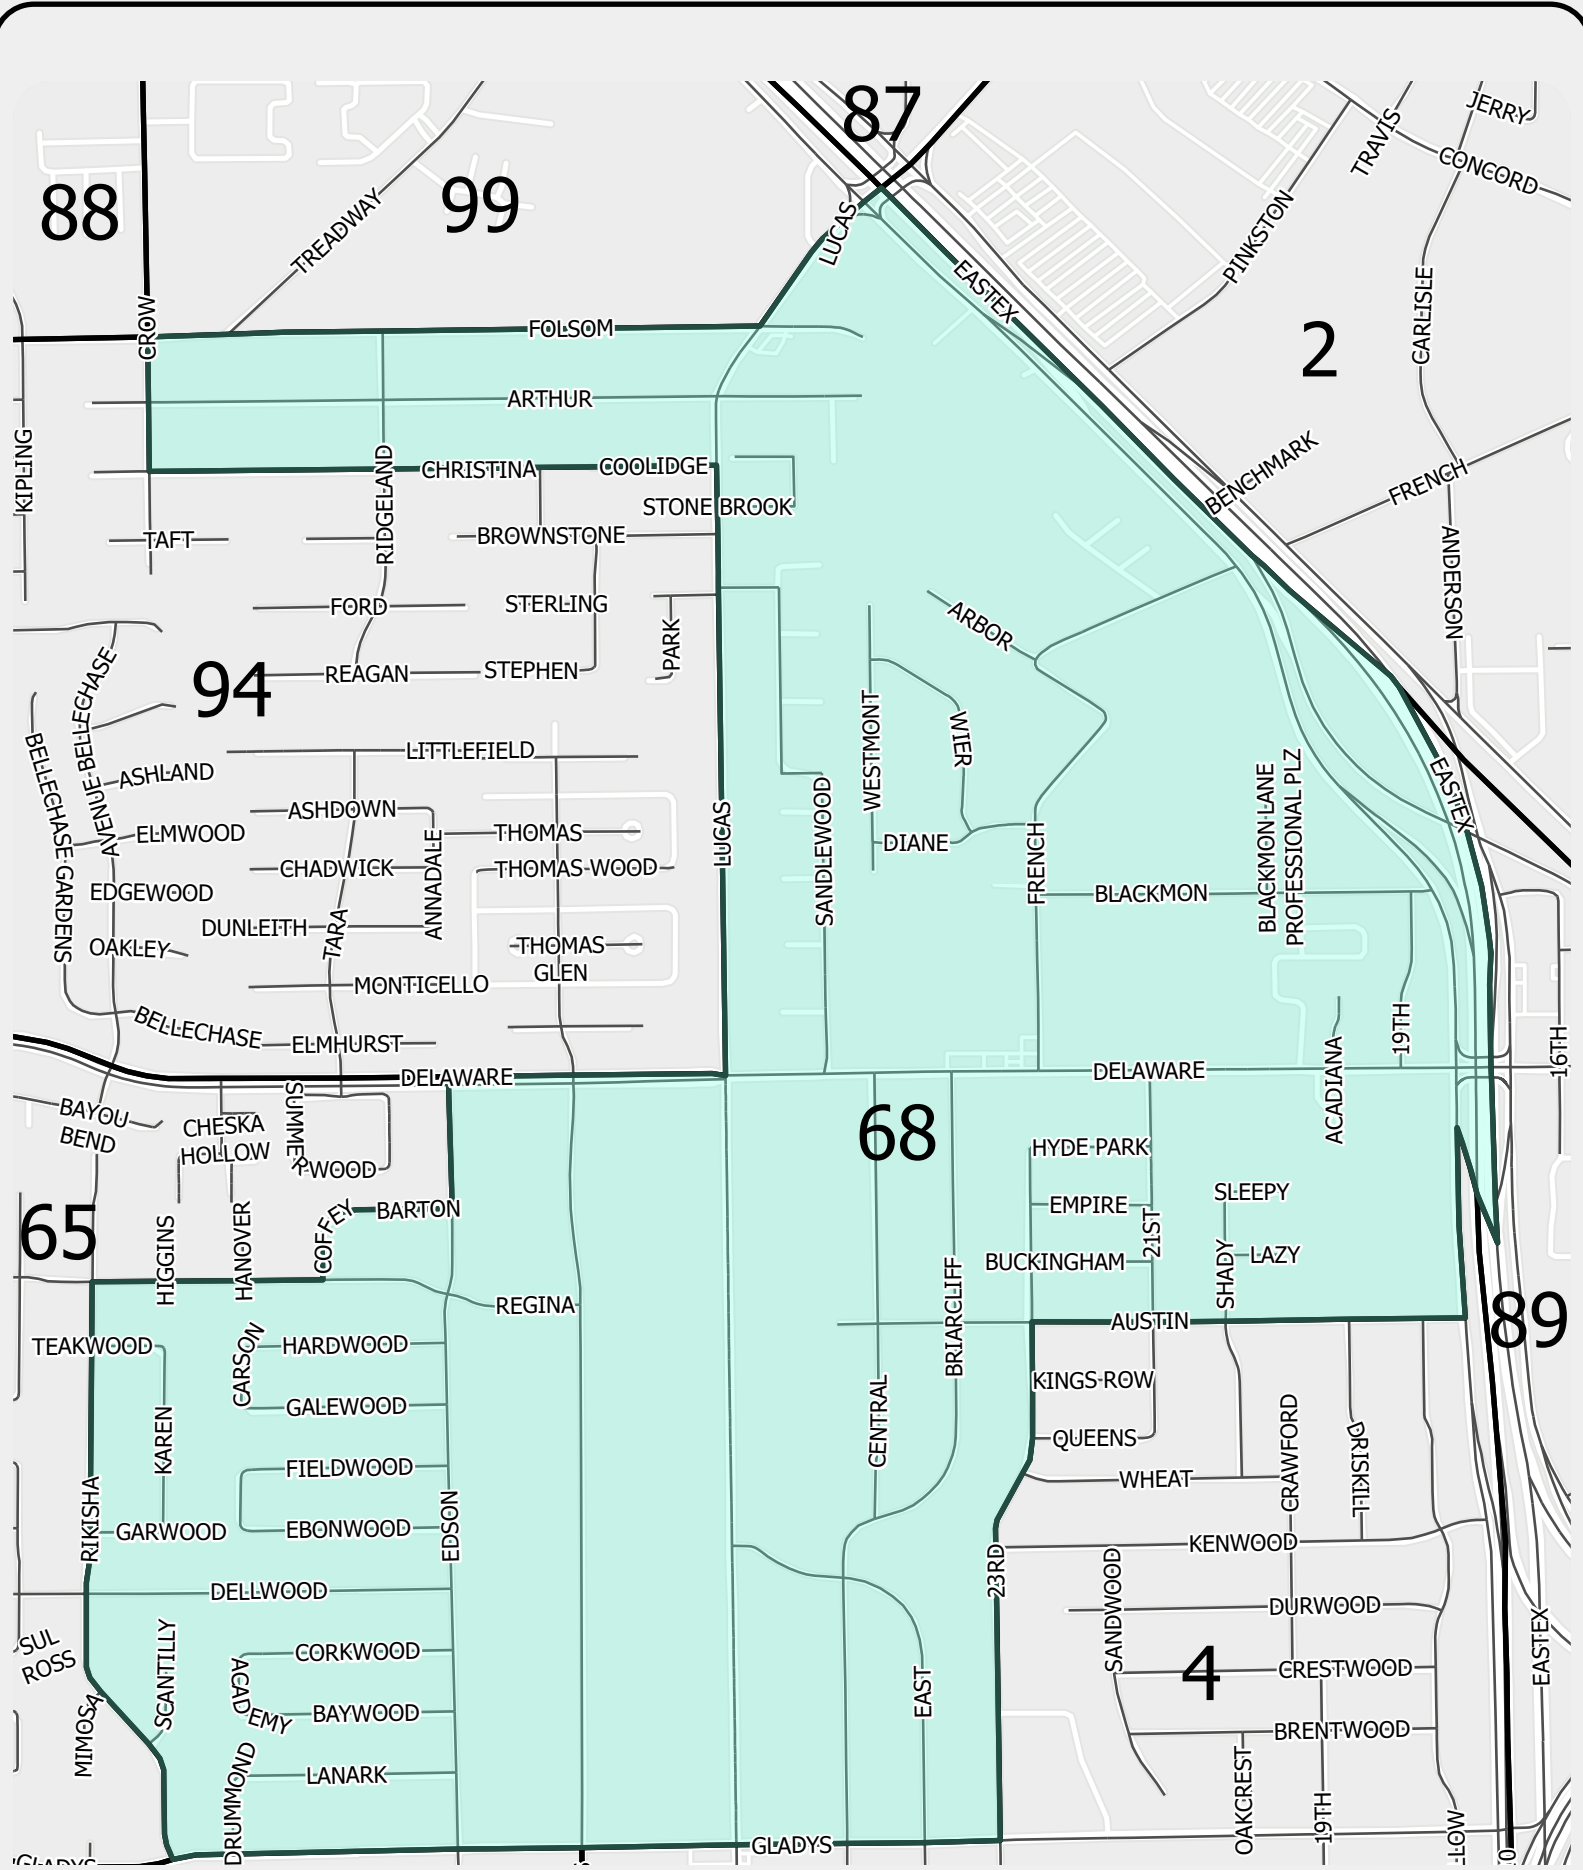 87
JERRY
TRAVIS
CONCORD
88
99
TREADWAY
LUCAS
PINKSTON
EASTEX
CROW
FOLSOM
2
CARLISLE
ARTHUR
KIPLING
RIDGELAND
CHRISTINA
COOLIDGE
BENCHMARK
FRENCH
STONE BROOK
TAFT
BROWNSTONE
ANDERSON
FORD
STERLING
PARK
ARBOR
REAGAN
STEPHEN
94
AVENUE BELLECHASE
BELLECHASE GARDENS
LITTLEFIELD
WESTMONT
WIER
ASHLAND
ASHDOWN
BLACKMON LANE
PROFESSIONAL PLZ
EASTEX
ELMWOOD
THOMAS
LUCAS
SANDLEWOOD
DIANE
FRENCH
CHADWICK
ANNADALE
THOMAS WOOD
EDGEWOOD
BLACKMON
DUNLEITH
TARA
OAKLEY
THOMAS
GLEN
MONTICELLO
BELLECHASE
ELMHURST
19TH
16TH
DELAWARE
DELAWARE
ACADIANA
BAYOU
BEND
CHESKA
HOLLOW
SUMMERWOOD
68
HYDE PARK
65
HIGGINS
HANOVER
COFFEY
BARTON
EMPIRE
21ST
SLEEPY
BUCKINGHAM
SHADY
LAZY
REGINA
BRIARCLIFF
AUSTIN
89
TEAKWOOD
CARSON
HARDWOOD
KINGS ROW
GALEWOOD
KAREN
CENTRAL
QUEENS
CRAWFORD
DRISKILL
FIELDWOOD
WHEAT
RIKISHA
GARWOOD
EBONWOOD
EDSON
KENWOOD
23RD
SANDWOOD
DELLWOOD
DURWOOD
SUL
ROSS
SCANTILLY
CORKWOOD
EASTEX
ACADEMY
4
CRESTWOOD
EAST
MIMOSA
BAYWOOD
BRENTWOOD
DRUMMOND
LANARK
OAKCREST
19TH
LLOW
GLADYS
GLADYS